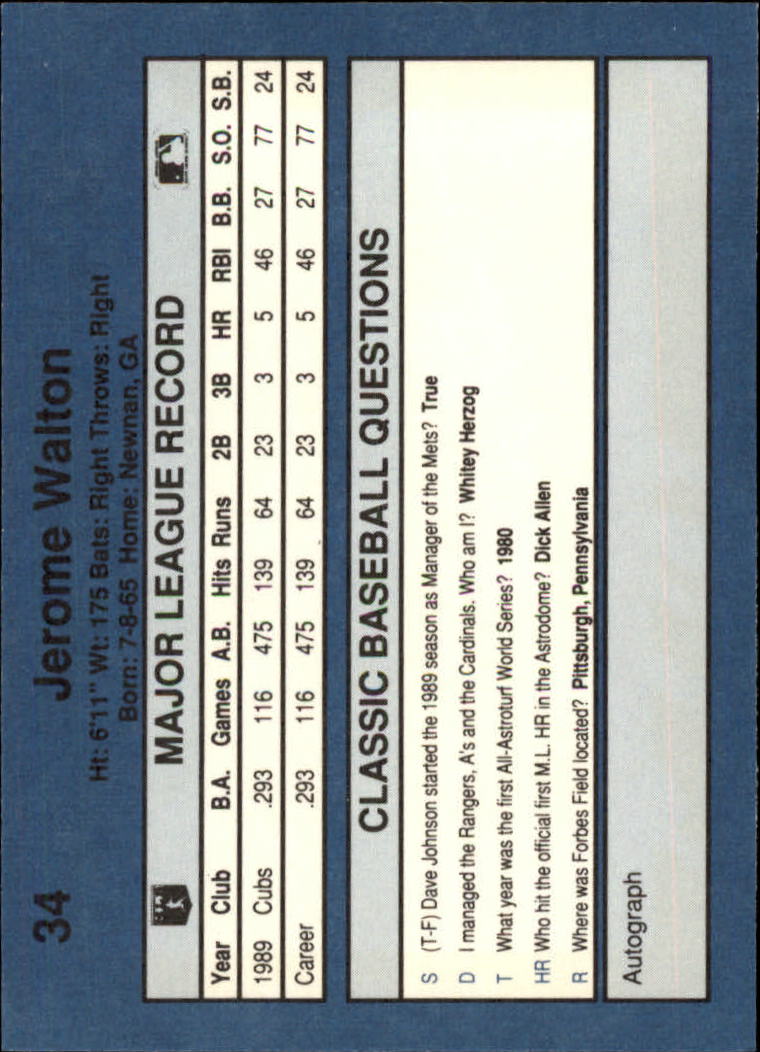 34 Jerome Walton
Ht: 6'11" Wt: 175 Bats: Right Throws: Right
Born: 7-8-65 Home: Newnan, GA
MAJOR LEAGUE RECORD
Year Club B.A. Games A.B. Hits Runs 2B 3B HR RBI B.B. S.O. S.B.
1989 Cubs .293 116 475 139 64 23 3 5 46 27 77 24
Career .293 116 475 139 64 23 3 5 46 27 77 24
CLASSIC BASEBALL QUESTIONS
S (T-F) Dave Johnson started the 1989 season as Manager of the Mets? True
D I managed the Rangers, A's and the Cardinals. Who am I? Whitey Herzog
T What year was the first All-Astroturf World Series? 1980
HR Who hit the official first M.L. HR in the Astrodome? Dick Allen
R Where was Forbes Field located? Pittsburgh, Pennsylvania
Autograph